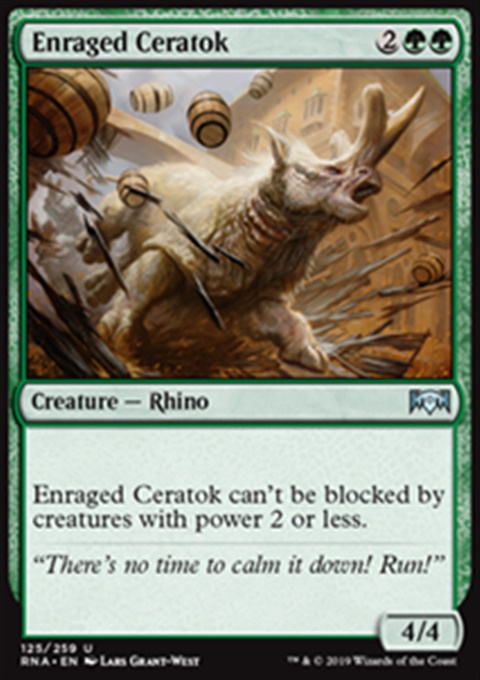 Enraged Ceratok 2
Creature — Rhino
Enraged Ceratok can't be blocked by
creatures with power 2 or less.
"There's no time to calm it down! Run!"
4/4
125/259 U
RNA • EN Lars Grant-West
™ & © 2019 Wizards of the Coast